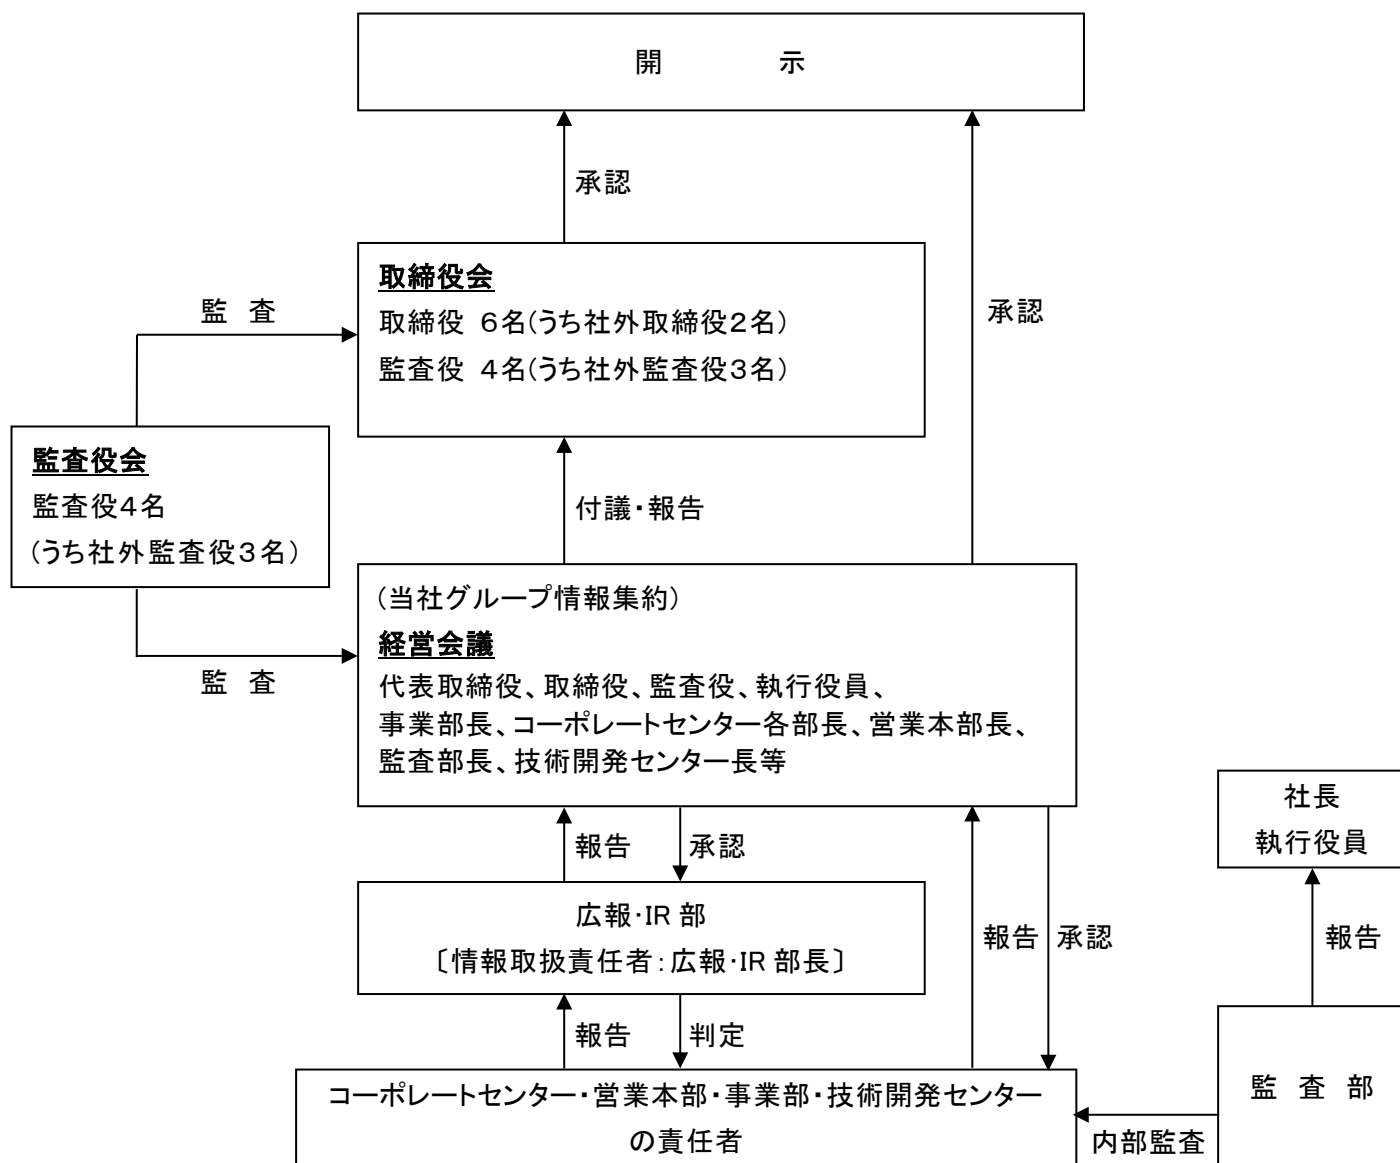 開　示
承認
取締役会
取締役 6名(うち社外取締役2名)
監査役 4名(うち社外監査役3名)
監 査
承認
監査役会
監査役4名
(うち社外監査役3名)
付議・報告
(当社グループ情報集約)
経営会議
代表取締役、取締役、監査役、執行役員、
事業部長、コーポレートセンター各部長、営業本部長、
監査部長、技術開発センター長等
監 査
報告
承認
社長
執行役員
広報・IR 部
〔情報取扱責任者:広報・IR 部長〕
報告
承認
報告
報告
判定
コーポレートセンター・営業本部・事業部・技術開発センター
の責任者
監 査 部
内部監査